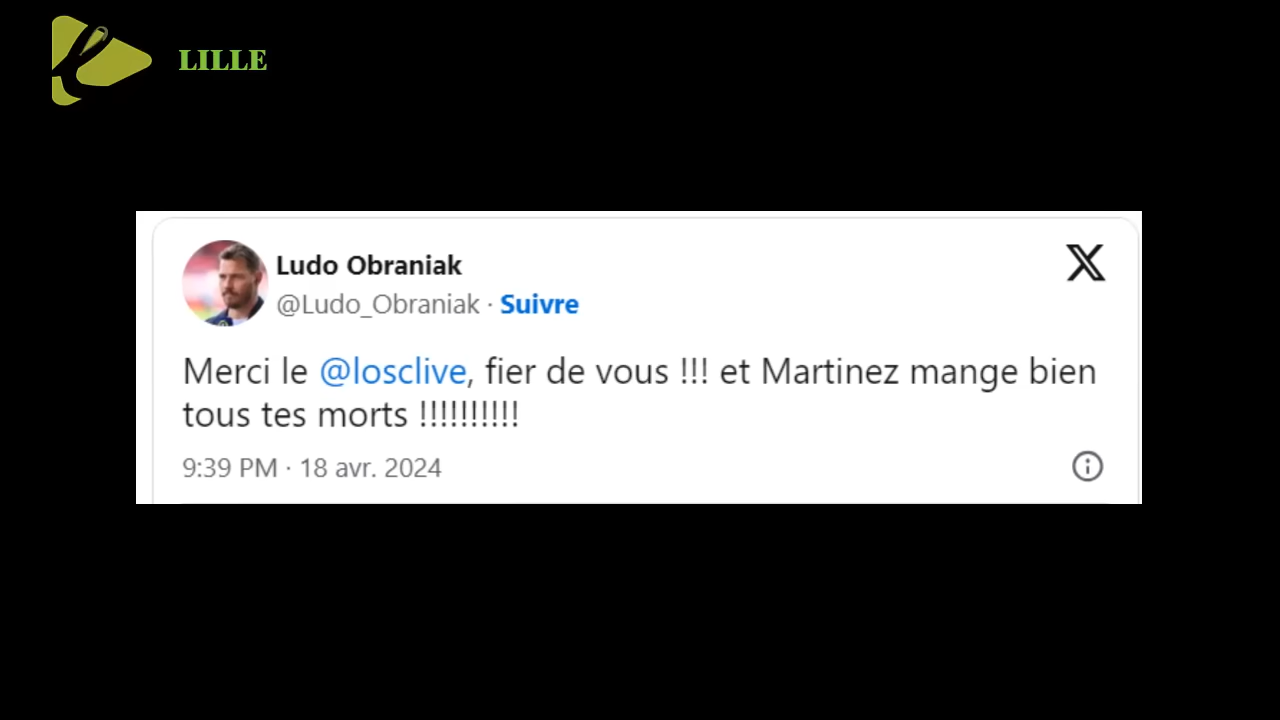 LILLE
Ludo Obraniak
@Ludo_Obraniak · Suivre
Merci le @losclive, fier de vous !!! et Martinez mange bien
tous tes morts !!!!!!!!!!
9:39 PM · 18 avr. 2024